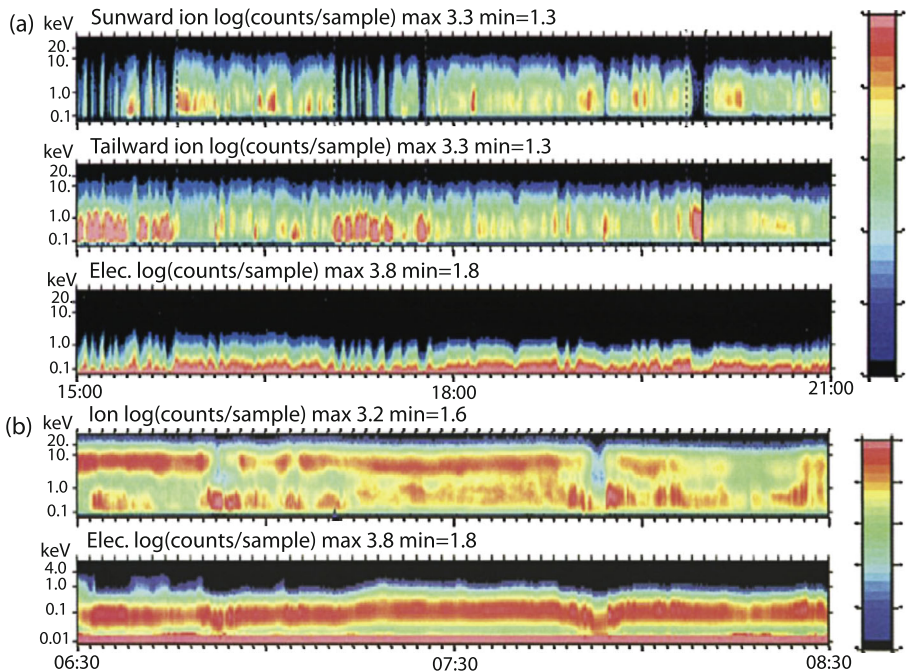 (a)
Sunward ion log(counts/sample) max 3.3 min=1.3
keV
20.
10.
1.0
0.1
Tailward ion log(counts/sample) max 3.3 min=1.3
keV
20.
10.
1.0
0.1
Elec. log(counts/sample) max 3.8 min=1.8
keV
20.
10.
1.0
0.1
15:00 18:00 21:00
(b)
Ion log(counts/sample) max 3.2 min=1.6
keV
20.
10.
1.0
0.1
Elec. log(counts/sample) max 3.8 min=1.8
keV
4.0
1.0
0.1
0.01
06:30 07:30 08:30